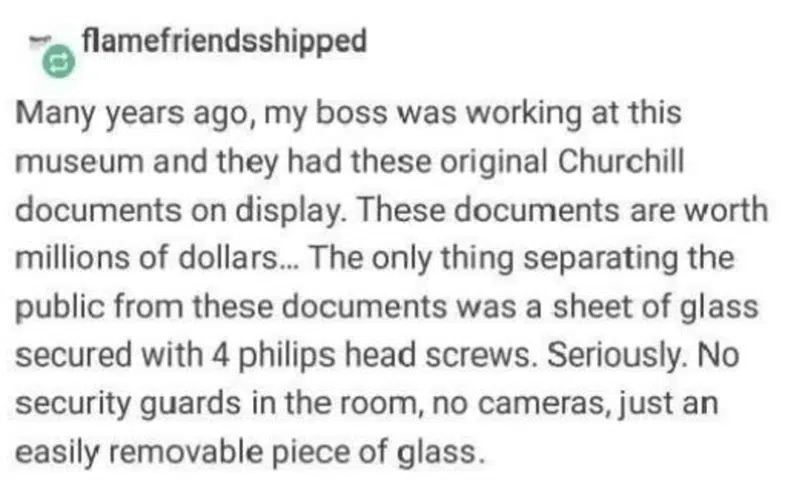 flamefriendsshipped
Many years ago, my boss was working at this
museum and they had these original Churchill
documents on display. These documents are worth
millions of dollars... The only thing separating the
public from these documents was a sheet of glass
secured with 4 philips head screws. Seriously. No
security guards in the room, no cameras, just an
easily removable piece of glass.